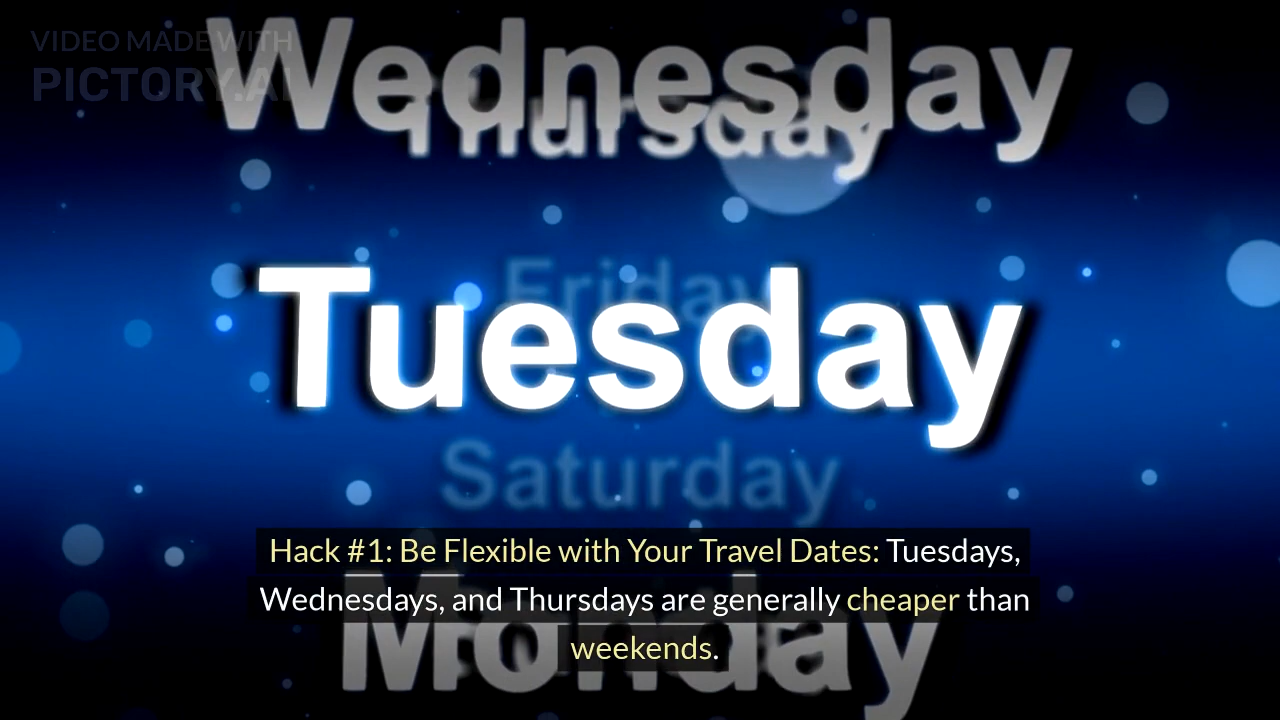 VIDEO MADE WITH
PICTORY.AI
Wednesday
Thursday
Friday
Tuesday
Saturday
Hack #1: Be Flexible with Your Travel Dates: Tuesdays,
Wednesdays, and Thursdays are generally cheaper than
weekends.
Monday